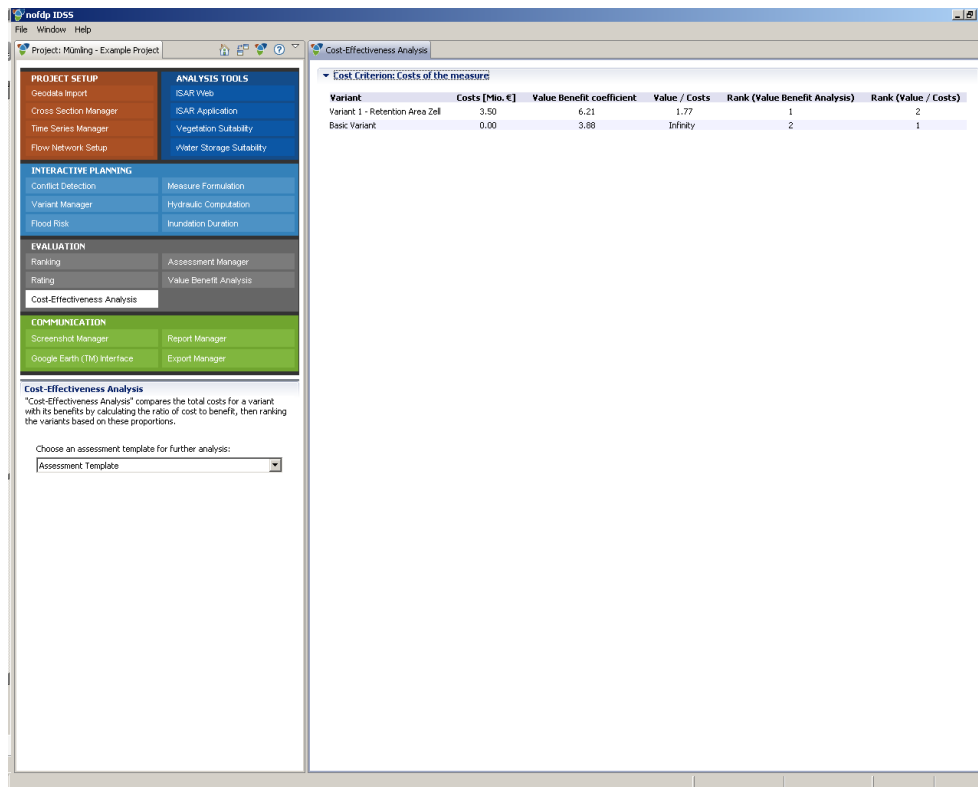 nofdp IDSS
File Window Help
Project: Mümling - Example Project
PROJECT SETUP
Geodata Import
Cross Section Manager
Time Series Manager
Flow Network Setup
ANALYSIS TOOLS
ISAR Web
ISAR Application
Vegetation Suitability
Water Storage Suitability
INTERACTIVE PLANNING
Conflict Detection Measure Formulation
Variant Manager Hydraulic Computation
Flood Risk Inundation Duration
EVALUATION
Ranking Assessment Manager
Rating Value Benefit Analysis
Cost-Effectiveness Analysis
COMMUNICATION
Screenshot Manager Report Manager
Google Earth (TM) Interface Export Manager
Cost-Effectiveness Analysis
"Cost-Effectiveness Analysis" compares the total costs for a variant
with its benefits by calculating the ratio of cost to benefit, then ranking
the variants based on these proportions.
Choose an assessment template for further analysis:
Assessment Template
Cost-Effectiveness Analysis
Cost Criterion: Costs of the measure
Variant Costs [Mio. €] Value Benefit coefficient Value / Costs Rank (Value Benefit Analysis) Rank (Value / Costs)
Variant 1 - Retention Area Zell 3.50 6.21 1.77 1 2
Basic Variant 0.00 3.88 Infinity 2 1